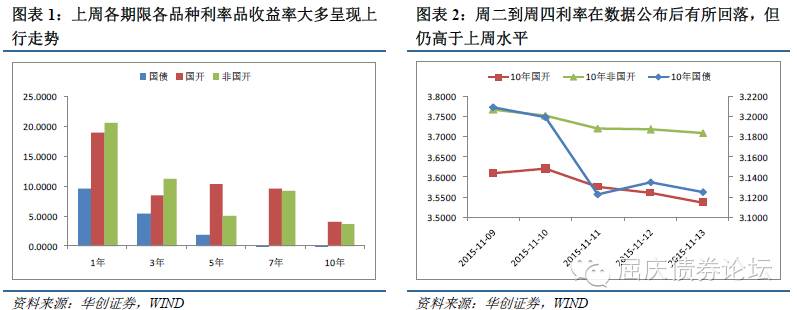 图表 1：上周各期限各品种利率品收益率大多呈现上
行走势
国债 国开 非国开
25.0000
20.0000
15.0000
10.0000
5.0000
0.0000
1年 3年 5年 7年 10年
资料来源：华创证券，WIND
图表 2：周二到周四利率在数据公布后有所回落，但
仍高于上周水平
10年国开 10年非国开 10年国债
3.8000
3.7000
3.6000
3.5000
3.2200
3.2000
3.1800
3.1600
3.1400
3.1200
3.1000
2015-11-09 2015-11-10 2015-11-11 2015-11-12 2015-11-13
屈庆债券论坛
资料来源：华创证券，WIND